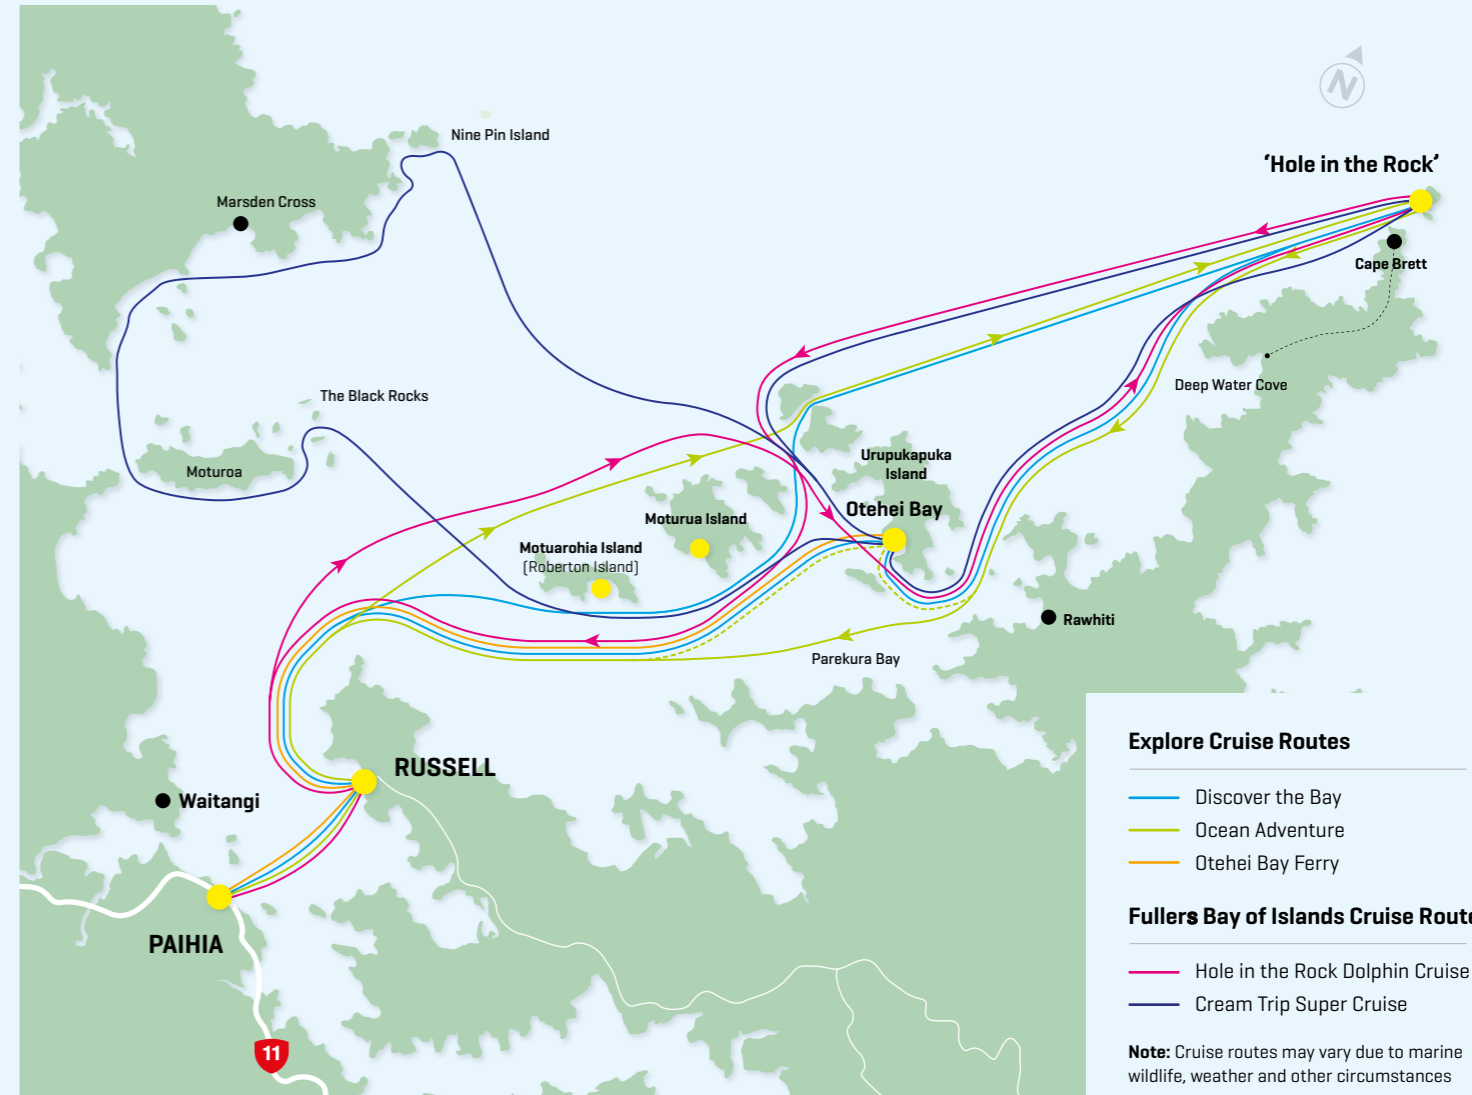 Nine Pin Island
N
'Hole in the Rock'
Marsden Cross
Cape Brett
Deep Water Cove
The Black Rocks
Moturoa
Urupukapuka
Island
Otehei Bay
Moturua Island
Motuarohia Island
(Roberton Island)
Rawhiti
Parekura Bay
RUSSELL
Waitangi
PAIHIA
11
Explore Cruise Routes
Discover the Bay
Ocean Adventure
Otehei Bay Ferry
Fullers Bay of Islands Cruise Route
Hole in the Rock Dolphin Cruise
Cream Trip Super Cruise
Note: Cruise routes may vary due to marine
wildlife, weather and other circumstances